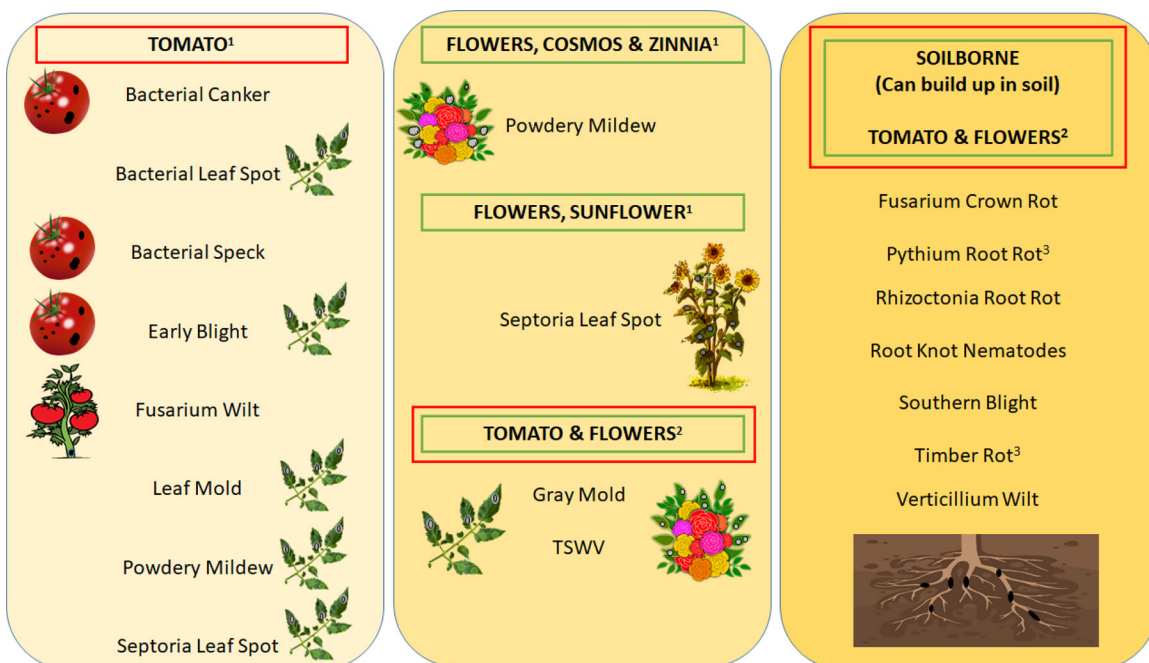 TOMATO¹
Bacterial Canker
Bacterial Leaf Spot
Bacterial Speck
Early Blight
Fusarium Wilt
Leaf Mold
Powdery Mildew
Septoria Leaf Spot
FLOWERS, COSMOS & ZINNIA¹
Powdery Mildew
FLOWERS, SUNFLOWER¹
Septoria Leaf Spot
TOMATO & FLOWERS²
Gray Mold
TSWV
SOILBORNE
(Can build up in soil)
TOMATO & FLOWERS²
Fusarium Crown Rot
Pythium Root Rot³
Rhizoctonia Root Rot
Root Knot Nematodes
Southern Blight
Timber Rot³
Verticillium Wilt